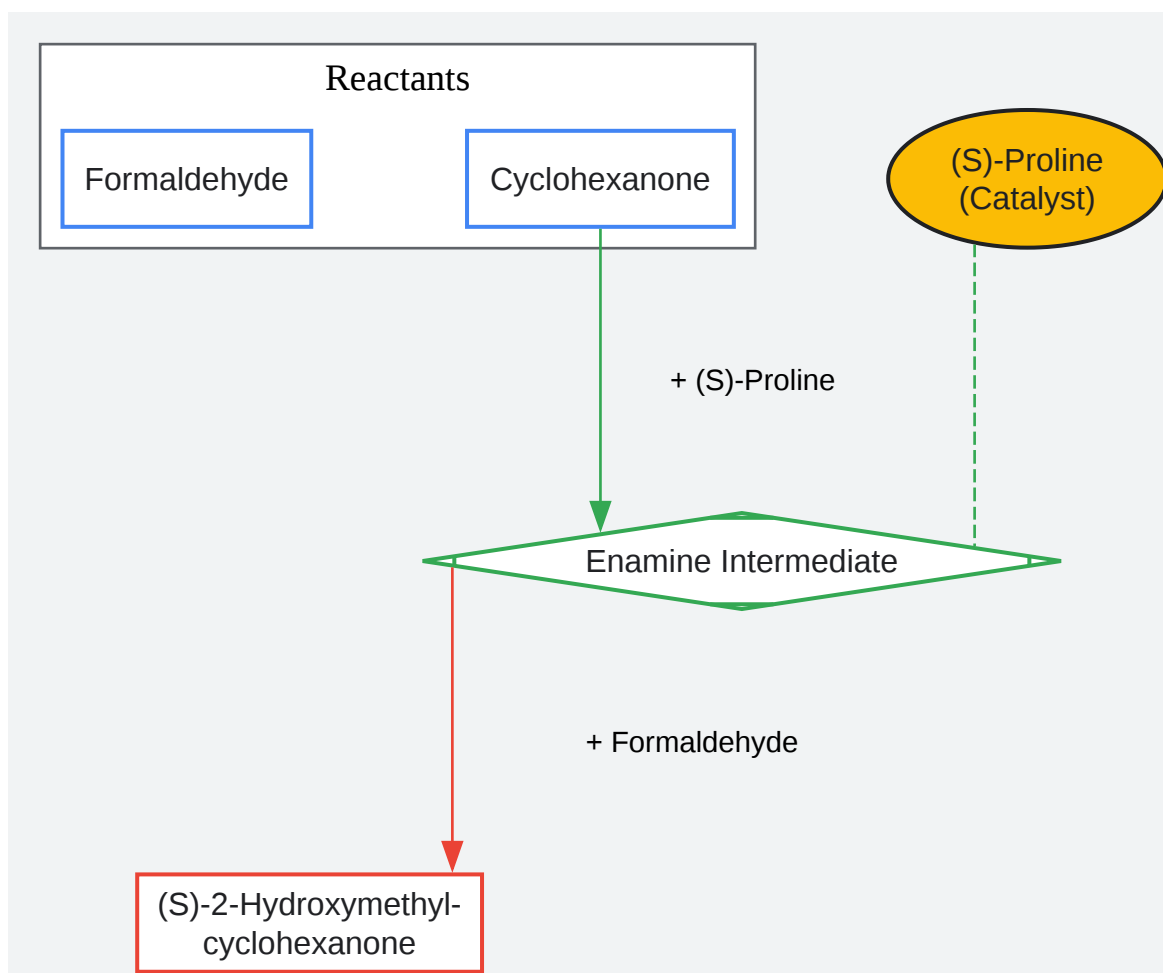 Reactants
Formaldehyde
Cyclohexanone
(S)-Proline
(Catalyst)
+ (S)-Proline
Enamine Intermediate
+ Formaldehyde
(S)-2-Hydroxymethyl-
cyclohexanone